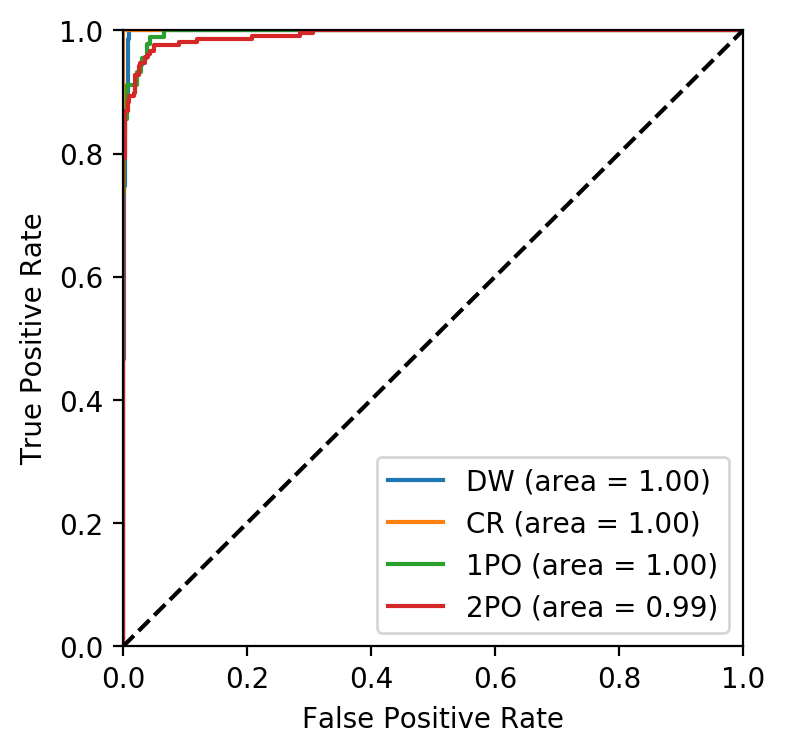 1.0
0.8
0.6
0.4
0.2
0.0
True Positive Rate
DW (area = 1.00)
CR (area = 1.00)
1PO (area = 1.00)
2PO (area = 0.99)
0.0 0.2 0.4 0.6 0.8 1.0
False Positive Rate